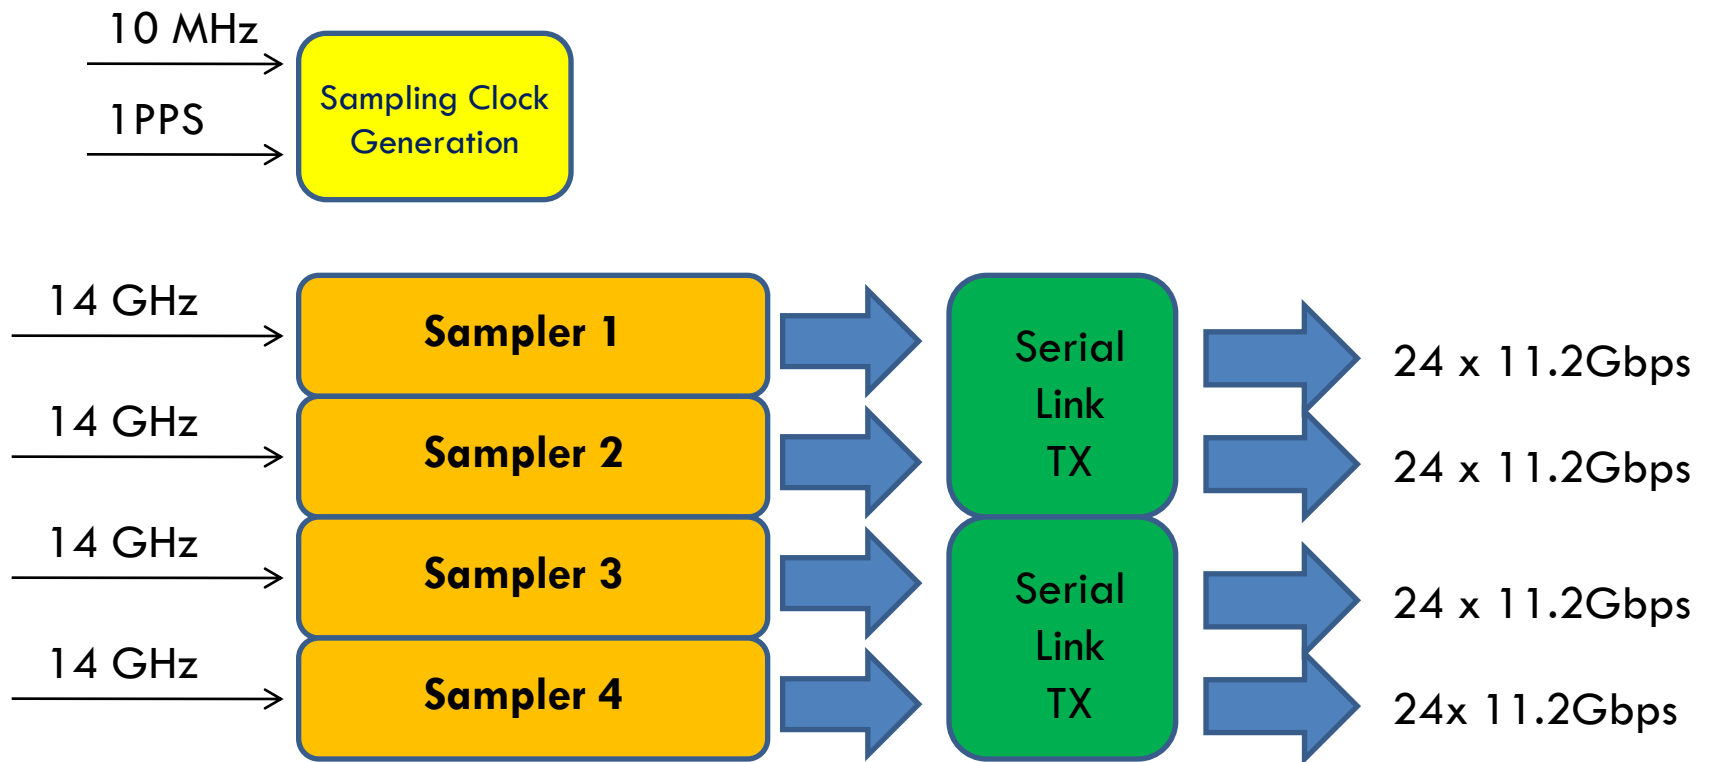 10 MHz
1PPS
Sampling Clock
Generation
14 GHz
Sampler 1
14 GHz
Sampler 2
14 GHz
Sampler 3
14 GHz
Sampler 4
Serial
Link
TX
Serial
Link
TX
24 x 11.2Gbps
24 x 11.2Gbps
24 x 11.2Gbps
24x 11.2Gbps